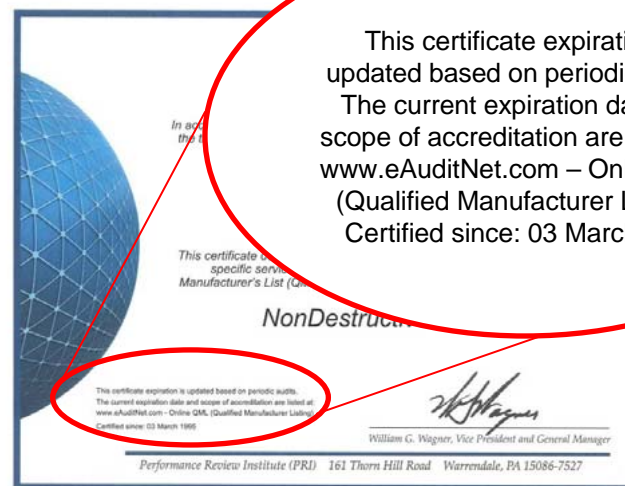 This certificate expirati
updated based on periodi
The current expiration da
scope of accreditation are
www.eAuditNet.com – On
(Qualified Manufacturer L
Certified since: 03 Marc
In acc
the t
This certificate
specific servi
Manufacturer's List (QM
NonDestructi
This certificate expiration is updated based on periodic audits.
The current expiration date and scope of accreditation are listed at:
www.eAuditNet.com - Online QML (Qualified Manufacturer Listing).
Certified since: 03 March 1995
William G. Wagner, Vice President and General Manager
Performance Review Institute (PRI) 161 Thorn Hill Road Warrendale, PA 15086-7527